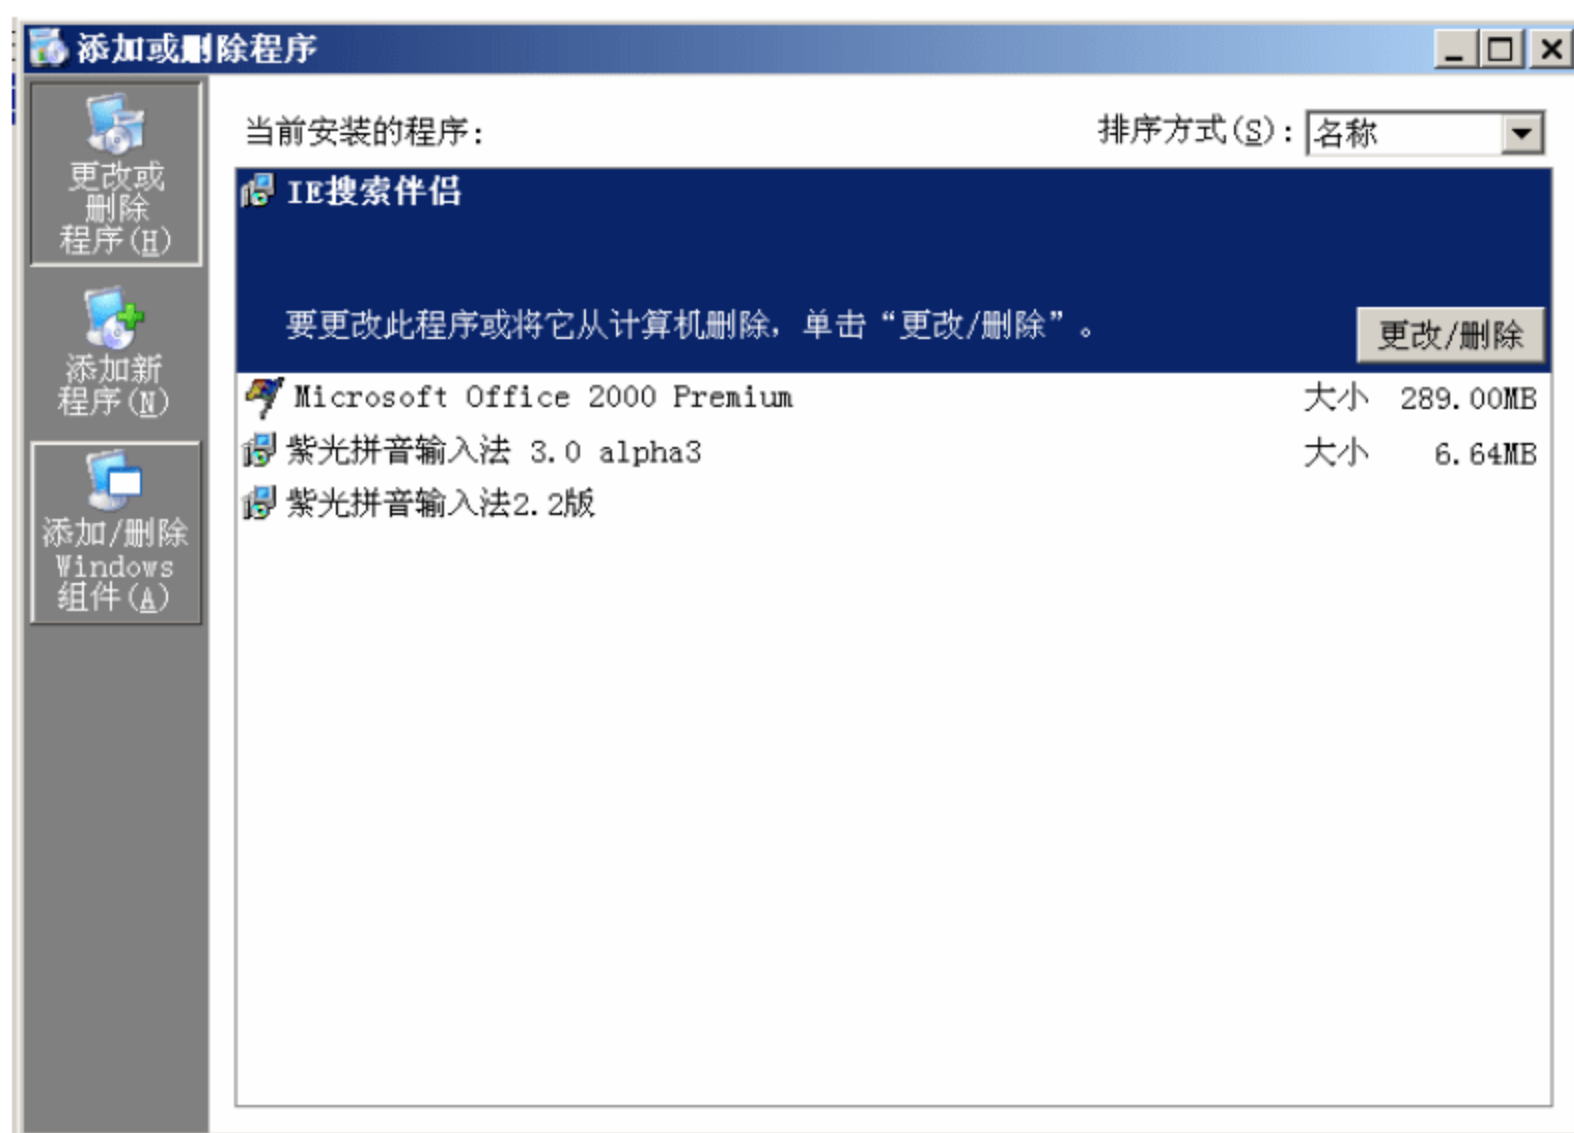 添加或删除程序
更改或
删除
程序(H)
添加新
程序(N)
添加/删除
Windows
组件(A)
当前安装的程序:
排序方式(S): 名称
IE搜索伴侣
要更改此程序或将它从计算机删除，单击“更改/删除”。
更改/删除
Microsoft Office 2000 Premium 大小 289.00MB
紫光拼音输入法 3.0 alpha3 大小 6.64MB
紫光拼音输入法2.2版